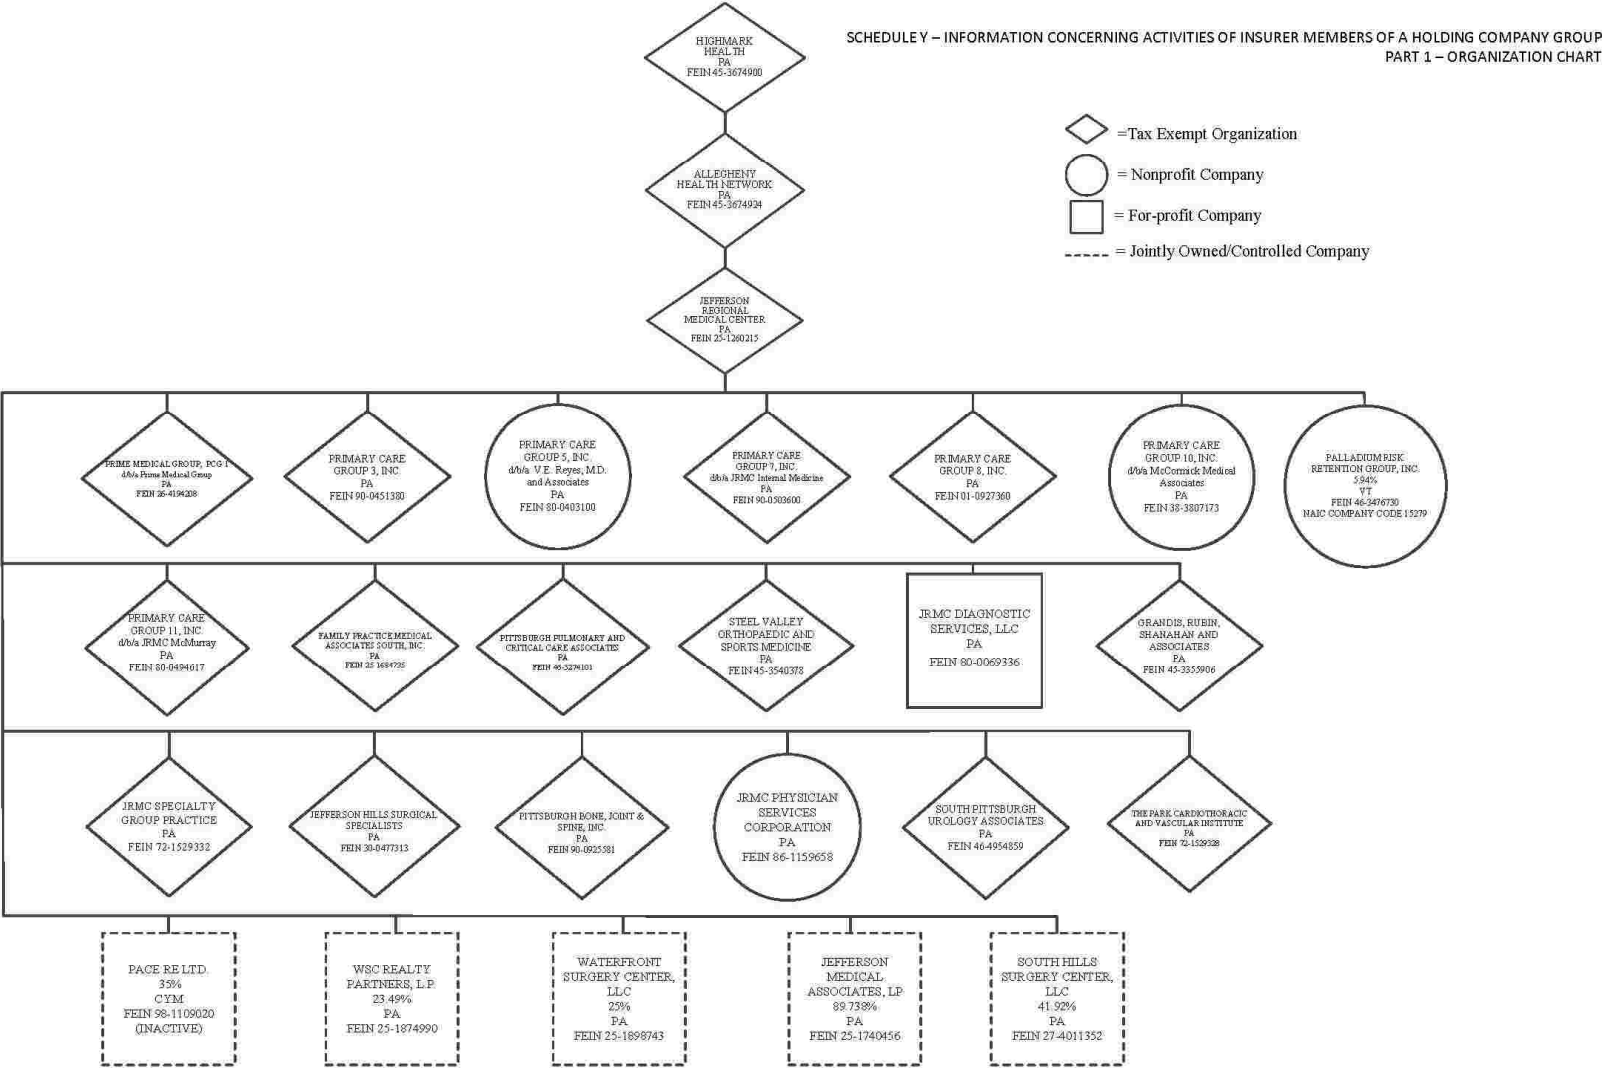 SCHEDULE Y – INFORMATION CONCERNING ACTIVITIES OF INSURER MEMBERS OF A HOLDING COMPANY GROUP
PART 1 – ORGANIZATION CHART
HIGHMARK
HEALTH
PA
FEIN 45-3674900
=Tax Exempt Organization
= Nonprofit Company
= For-profit Company
= Jointly Owned/Controlled Company
ALLEGHENY
HEALTH NETWORK
PA
FEIN 45-3674924
JEFFERSON
REGIONAL
MEDICAL CENTER
PA
FEIN 25-1260215
PRIME MEDICAL GROUP, PCG 1
d/b/a Prime Medical Group
PA
FEIN 26-4194208
PRIMARY CARE
GROUP 3, INC.
PA
FEIN 90-0451380
PRIMARY CARE
GROUP 5, INC.
d/b/a V.E. Reyes, M.D.
and Associates
PA
FEIN 80-0403100
PRIMARY CARE
GROUP 7, INC.
d/b/a JRMC Internal Medicine
PA
FEIN 90-0503600
PRIMARY CARE
GROUP 8, INC.
PA
FEIN 01-0927360
PRIMARY CARE
GROUP 10, INC.
d/b/a McCormick Medical
Associates
PA
FEIN 38-3807173
PALLADIUM RISK
RETENTION GROUP, INC.
5.94%
VT
FEIN 46-3476730
NAIC COMPANY CODE 15279
PRIMARY CARE
GROUP 11, INC.
d/b/a JRMC McMurray
PA
FEIN 80-0494617
FAMILY PRACTICE MEDICAL
ASSOCIATES SOUTH, INC.
PA
FEIN 25-1684735
PITTSBURGH PULMONARY AND
CRITICAL CARE ASSOCIATES
PA
FEIN 46-3274101
STEEL VALLEY
ORTHOPAEDIC AND
SPORTS MEDICINE
PA
FEIN 45-3540378
JRMC DIAGNOSTIC
SERVICES, LLC
PA
FEIN 80-0069336
GRANDIS, RUBIN,
SHANAHAN AND
ASSOCIATES
PA
FEIN 45-3355906
JRMC SPECIALTY
GROUP PRACTICE
PA
FEIN 72-1529332
JEFFERSON HILLS SURGICAL
SPECIALISTS
PA
FEIN 30-0477313
PITTSBURGH BONE, JOINT &
SPINE, INC.
PA
FEIN 90-0925581
JRMC PHYSICIAN
SERVICES
CORPORATION
PA
FEIN 86-1159658
SOUTH PITTSBURGH
UROLOGY ASSOCIATES
PA
FEIN 46-4954859
THE PARK CARDIOTHORACIC
AND VASCULAR INSTITUTE
PA
FEIN 72-1529328
PACE RE LTD.
35%
CYM
FEIN 98-1109020
(INACTIVE)
WSC REALTY
PARTNERS, L.P.
23.49%
PA
FEIN 25-1874990
WATERFRONT
SURGERY CENTER,
LLC
25%
PA
FEIN 25-1898743
JEFFERSON
MEDICAL
ASSOCIATES, LP
89.738%
PA
FEIN 25-1740456
SOUTH HILLS
SURGERY CENTER,
LLC
41.92%
PA
FEIN 27-4011352